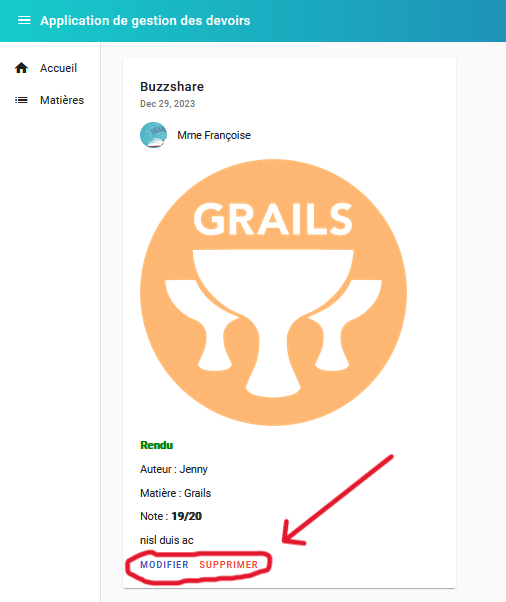 Application de gestion des devoirs
Accueil
Matières
Buzzshare
Dec 29, 2023
Mme Françoise
GRAILS
Rendu
Auteur : Jenny
Matière : Grails
Note : 19/20
nisl duis ac
MODIFIER SUPPRIMER